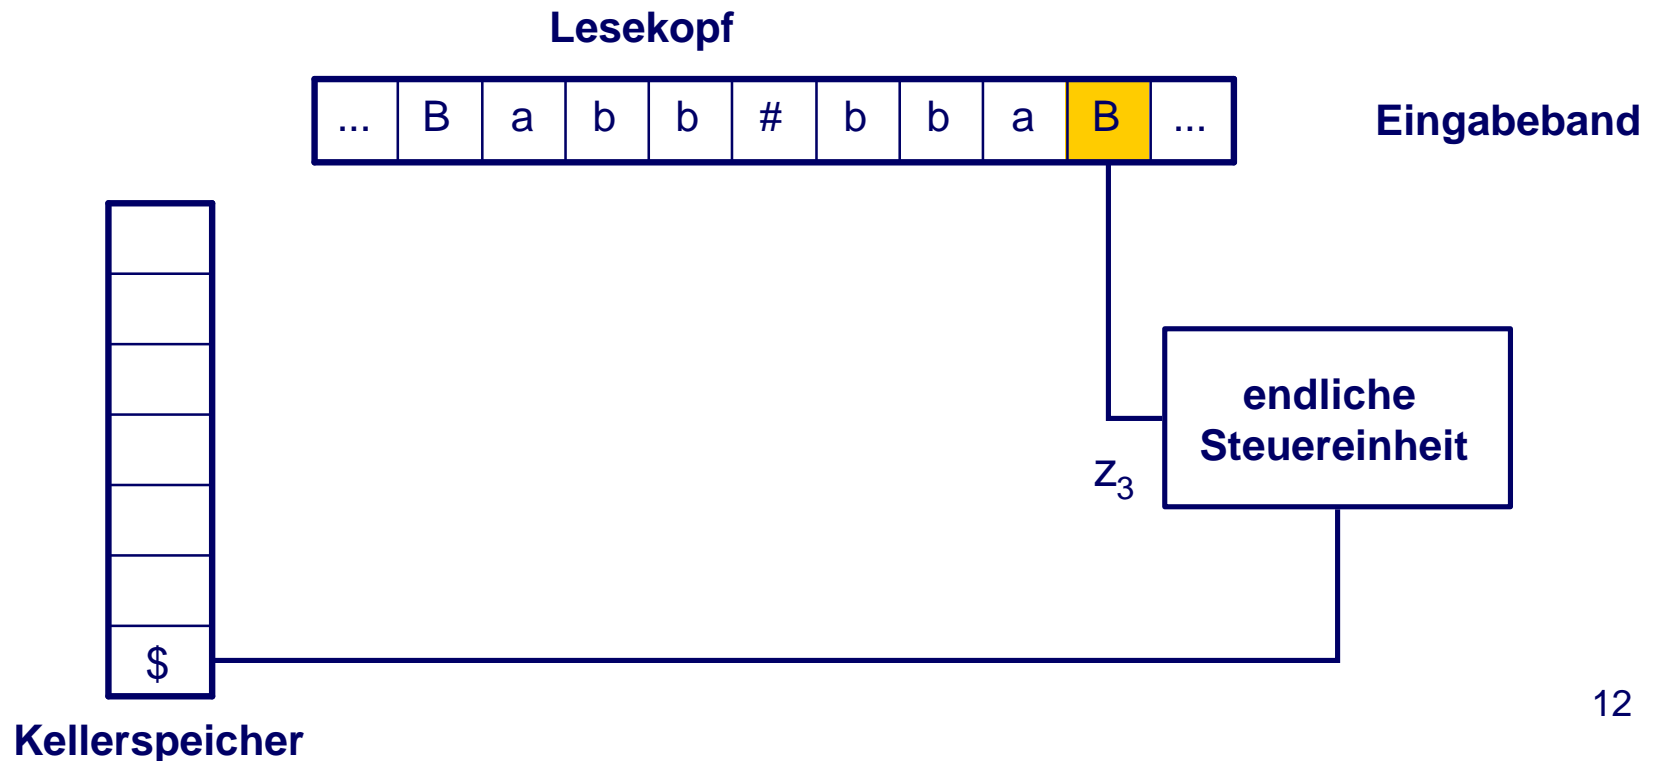 Lesekopf
... B a b b # b b a B ...
Eingabeband
endliche
Steuereinheit
z3
$
12
Kellerspeicher